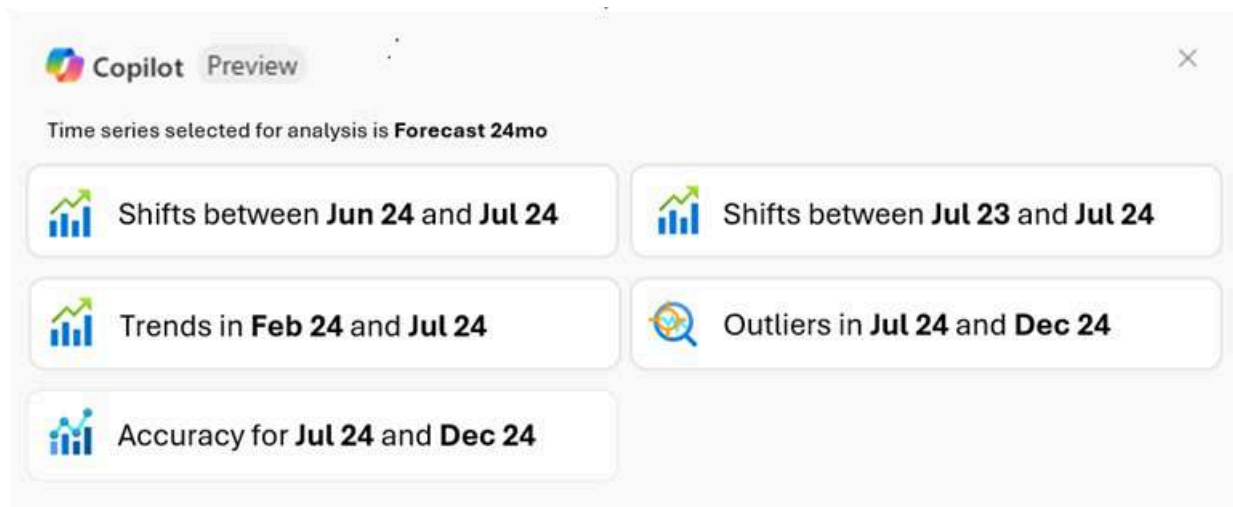 Copilot Preview
Time series selected for analysis is Forecast 24mo
Shifts between Jun 24 and Jul 24
Shifts between Jul 23 and Jul 24
Trends in Feb 24 and Jul 24
Outliers in Jul 24 and Dec 24
Accuracy for Jul 24 and Dec 24